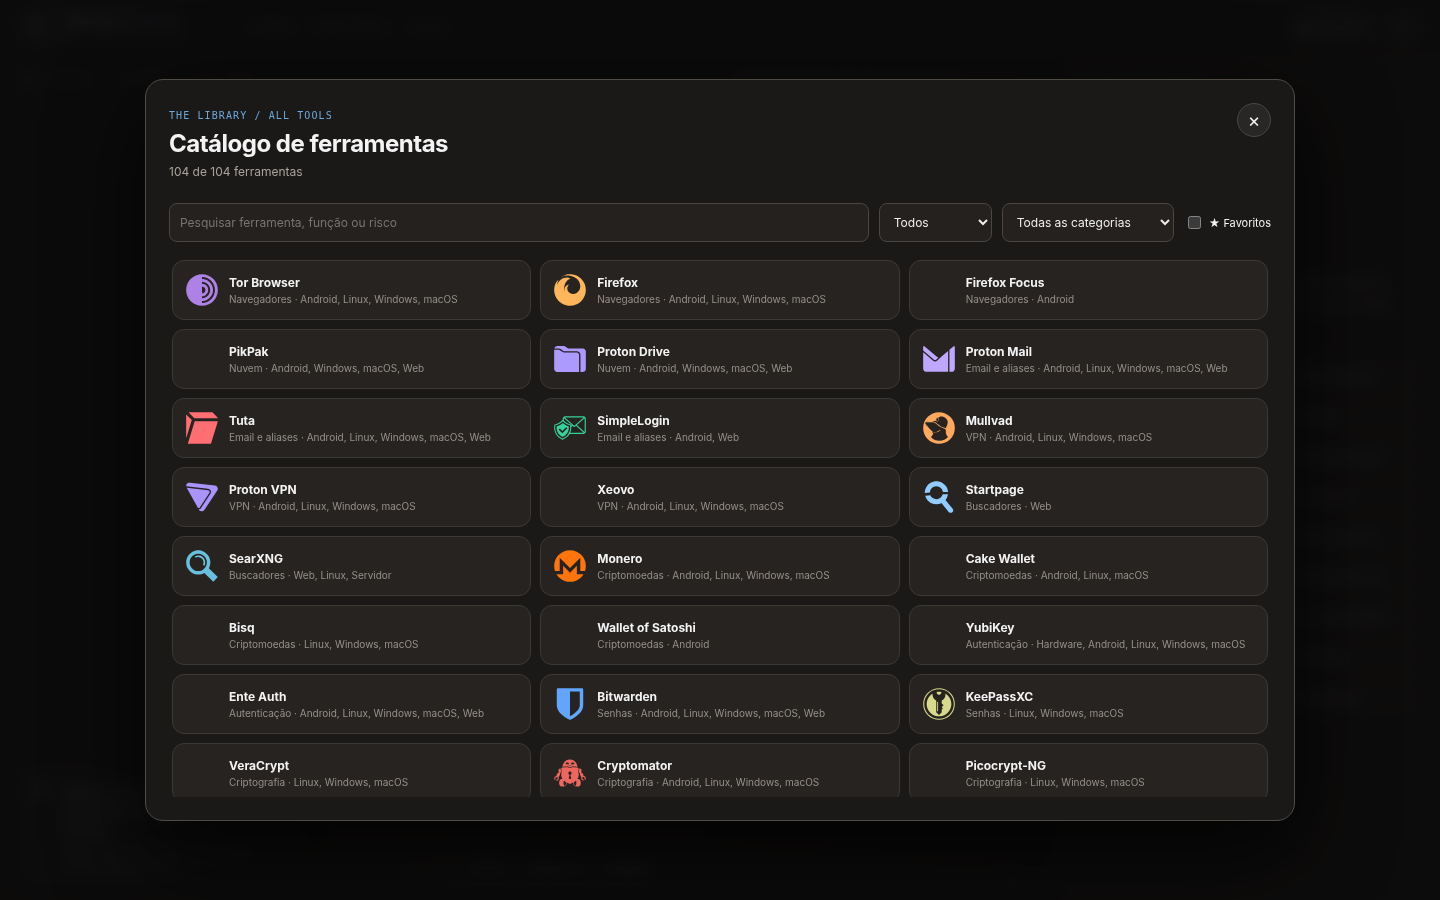 THE LIBRARY / ALL TOOLS
Catálogo de ferramentas
104 de 104 ferramentas
×
Pesquisar ferramenta, função ou risco
Todos
Todas as categorias
★ Favoritos
Tor Browser
Navegadores · Android, Linux, Windows, macOS
Firefox
Navegadores · Android, Linux, Windows, macOS
Firefox Focus
Navegadores · Android
PikPak
Nuvem · Android, Windows, macOS, Web
Proton Drive
Nuvem · Android, Windows, macOS, Web
Proton Mail
Email e aliases · Android, Linux, Windows, macOS, Web
Tuta
Email e aliases · Android, Linux, Windows, macOS, Web
SimpleLogin
Email e aliases · Android, Web
Mullvad
VPN · Android, Linux, Windows, macOS
Proton VPN
VPN · Android, Linux, Windows, macOS
Xeovo
VPN · Android, Linux, Windows, macOS
Startpage
Buscadores · Web
SearXNG
Buscadores · Web, Linux, Servidor
Monero
Criptomoedas · Android, Linux, Windows, macOS
Cake Wallet
Criptomoedas · Android, Linux, macOS
Bisq
Criptomoedas · Linux, Windows, macOS
Wallet of Satoshi
Criptomoedas · Android
YubiKey
Autenticação · Hardware, Android, Linux, Windows, macOS
Ente Auth
Autenticação · Android, Linux, Windows, macOS, Web
Bitwarden
Senhas · Android, Linux, Windows, macOS, Web
KeePassXC
Senhas · Linux, Windows, macOS
VeraCrypt
Criptografia · Linux, Windows, macOS
Cryptomator
Criptografia · Android, Linux, Windows, macOS
Picocrypt-NG
Criptografia · Linux, Windows, macOS